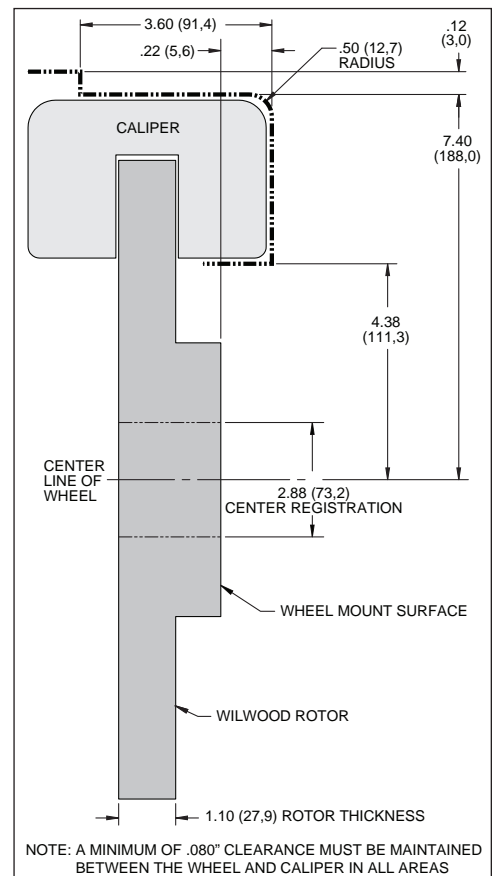 3.60 (91,4)
.22 (5,6)
.50 (12,7)
RADIUS
.12
(3,0)
CALIPER
7.40
(188,0)
4.38
(111,3)
CENTER
LINE OF
WHEEL
2.88 (73,2)
CENTER REGISTRATION
WHEEL MOUNT SURFACE
WILWOOD ROTOR
1.10 (27,9) ROTOR THICKNESS
NOTE: A MINIMUM OF .080" CLEARANCE MUST BE MAINTAINED
BETWEEN THE WHEEL AND CALIPER IN ALL AREAS